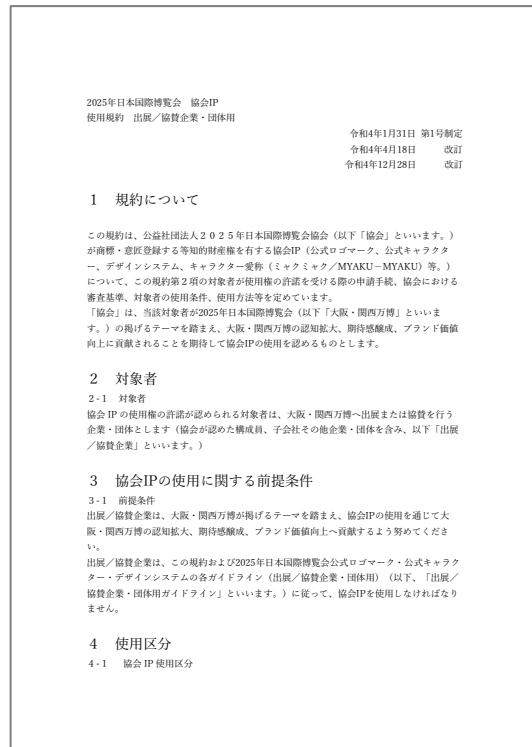 2025年日本国際博覧会　協会IP
使用規約　出展／協賛企業・団体用
令和4年1月31日 第1号制定
令和4年4月18日　　　改訂
令和4年12月28日　　　改訂
１　規約について
この規約は、公益社団法人２０２５年日本国際博覧会協会（以下「協会」といいます。）
が商標・意匠登録する等知的財産権を有する協会IP（公式ロゴマーク、公式キャラクタ
ー、デザインシステム、キャラクター愛称（ミャクミャク／MYAKU－MYAKU）等。）
について、この規約第２項の対象者が使用権の許諾を受ける際の申請手続、協会における
審査基準、対象者の使用条件、使用方法等を定めています。
「協会」は、当該対象者が2025年日本国際博覧会（以下「大阪・関西万博」といいま
す。）の掲げるテーマを踏まえ、大阪・関西万博の認知拡大、期待感醸成、ブランド価値
向上に貢献されることを期待して協会IPの使用を認めるものとします。
２　対象者
2-1　対象者
協会 IP の使用権の許諾が認められる対象者は、大阪・関西万博へ出展または協賛を行う
企業・団体とします（協会が認めた構成員、子会社その他企業・団体を含み、以下「出展
／協賛企業」といいます。）
３　協会IPの使用に関する前提条件
3-1　前提条件
出展／協賛企業は、大阪・関西万博が掲げるテーマを踏まえ、協会IPの使用を通じて大
阪・関西万博の認知拡大、期待感醸成、ブランド価値向上へ貢献するよう努めてくださ
い。
出展／協賛企業は、この規約および2025年日本国際博覧会公式ロゴマーク・公式キャラク
ター・デザインシステムの各ガイドライン（出展／協賛企業・団体用）（以下、「出展／
協賛企業・団体用ガイドライン」といいます。）に従って、協会IPを使用しなければなり
ません。
４　使用区分
4-1　協会 IP 使用区分